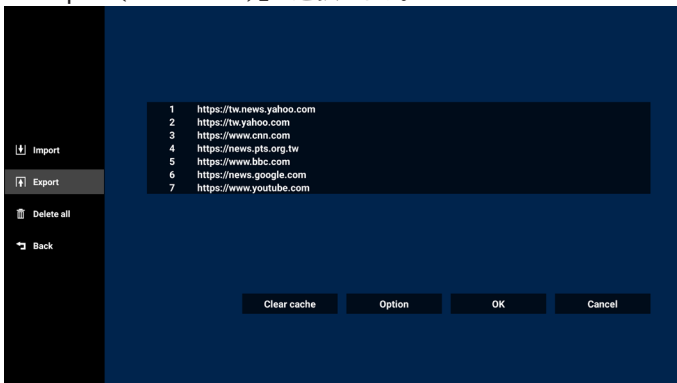 1 https://tw.news.yahoo.com
2 https://tw.yahoo.com
3 https://www.cnn.com
4 https://news.pts.org.tw
5 https://www.bbc.com
6 https://news.google.com
7 https://www.youtube.com
Import
Export
Delete all
Back
Clear cache Option OK Cancel